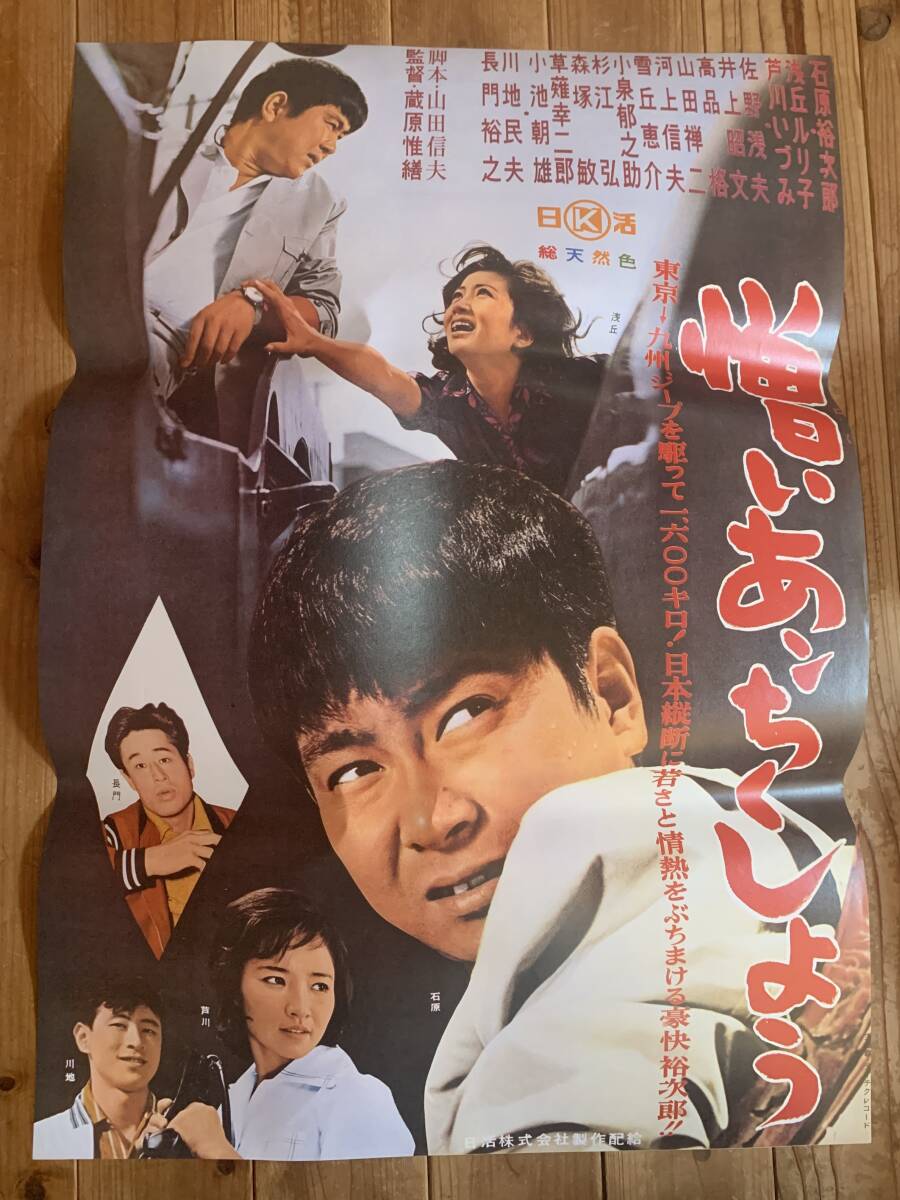 石原・裕次郎
浅丘ルリ子
芦川いづみ
佐野浅夫
井上昭文
高品格
山田禅二
河上信夫
雪丘恵介
小泉郁之助
杉江弘
森塚敏
草薙幸二郎
小池・朝雄
川地民夫
長門裕之
脚本・山田信夫
監督・蔵原惟繕
日K活
総天然色
憎いあンちくしょう
東京→九州ジープを駆って一六〇〇キロ!日本縦断に若さと情熱をぶちまける豪快裕次郎!!
浅丘
長門
石原
芦川
川地
日活株式会社製作配給